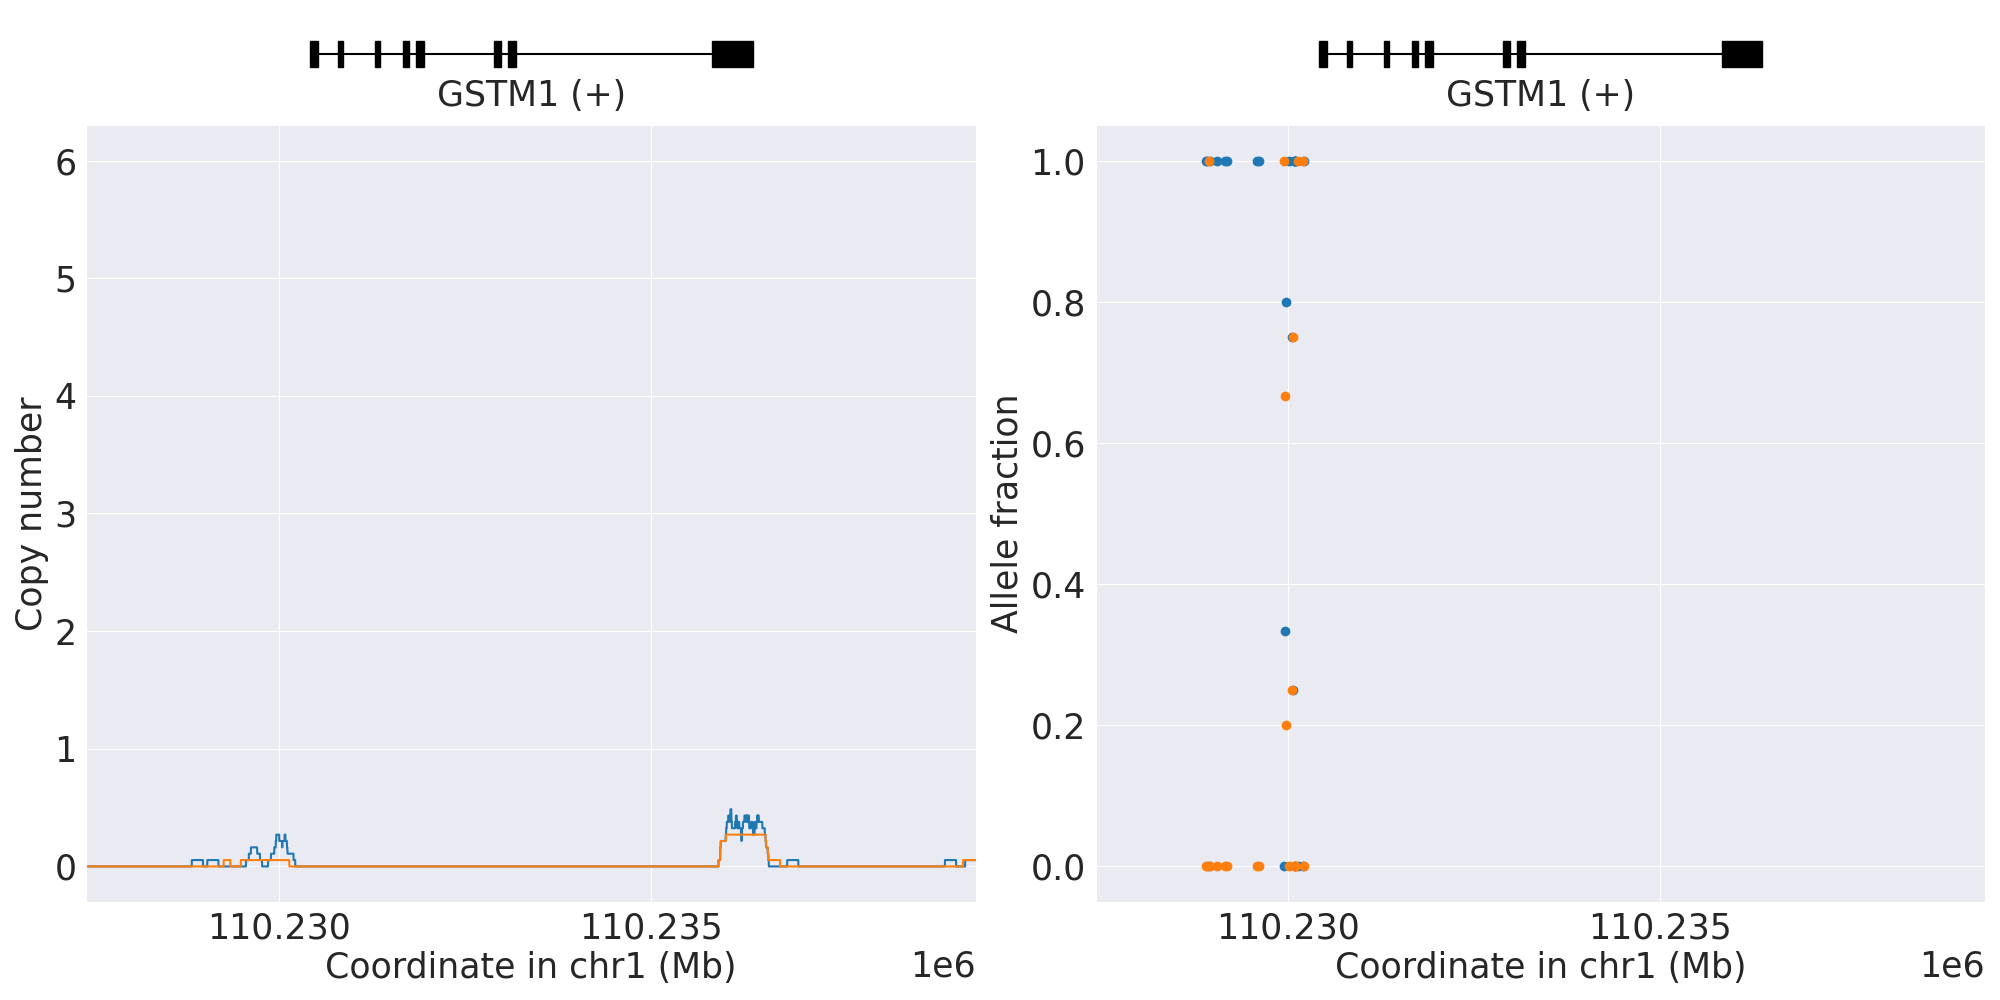 GSTM1 (+)
6
5
4
3
2
1
0
Copy number
110.230
110.235
Coordinate in chr1 (Mb)
1e6
GSTM1 (+)
1.0
0.8
0.6
0.4
0.2
0.0
Allele fraction
110.230
110.235
Coordinate in chr1 (Mb)
1e6